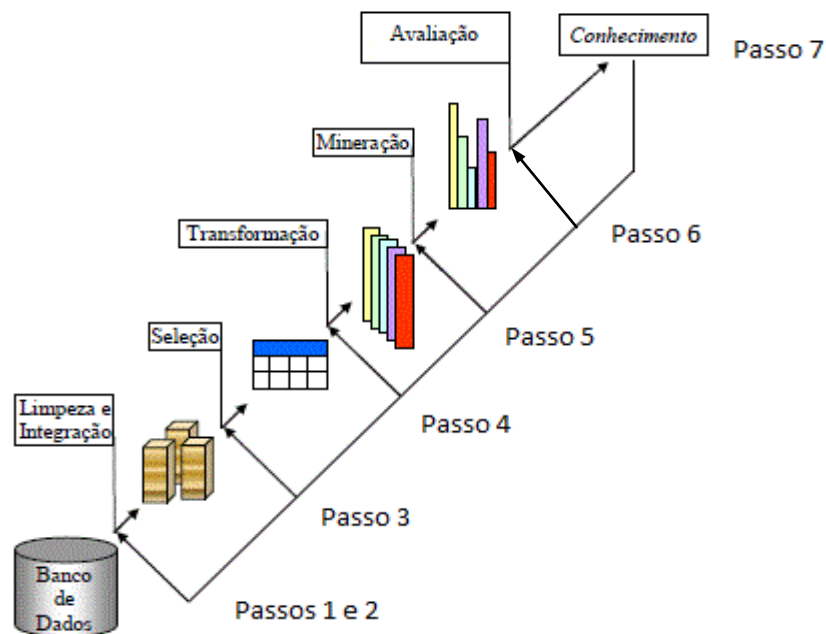 Avaliação
Conhecimento
Passo 7
Mineração
Passo 6
Transformação
Passo 5
Seleção
Passo 4
Limpeza e
Integração
Passo 3
Banco
de
Dados
Passos 1 e 2